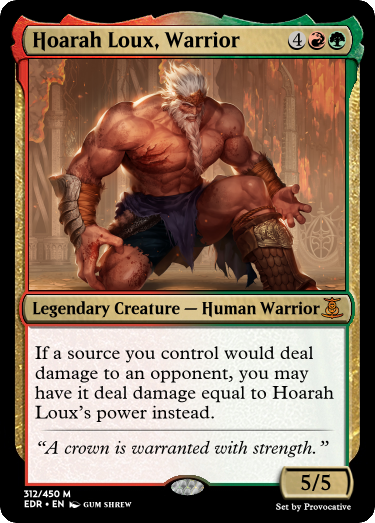 Hoarah Loux, Warrior 4
Legendary Creature — Human Warrior
If a source you control would deal
damage to an opponent, you may
have it deal damage equal to Hoarah
Loux's power instead.
“A crown is warranted with strength.”
5/5
312/450 M
EDR • EN GUM SHREW
Set by Provocative